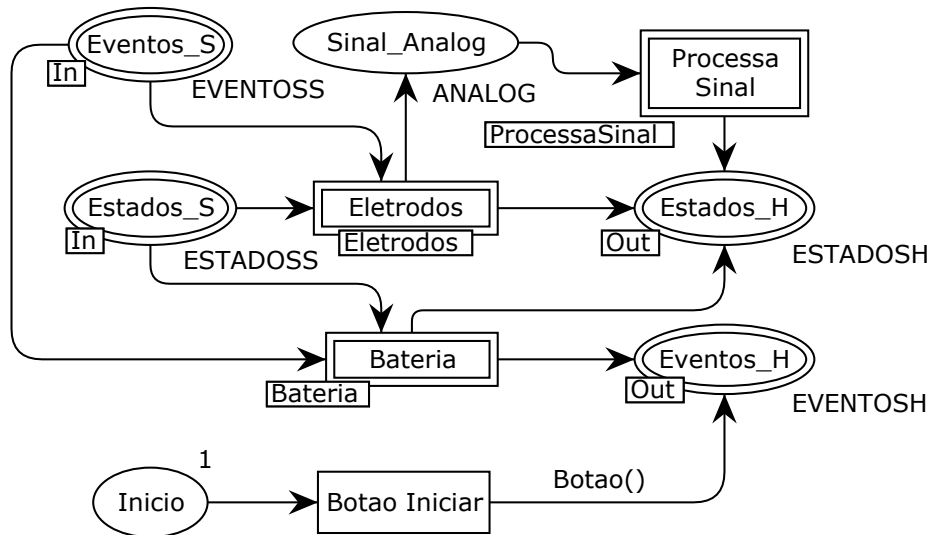 Eventos_S
In
EVENTOSS
Sinal_Analog
ANALOG
Processa
Sinal
ProcessaSinal
Estados_S
In
ESTADOSS
Eletrodos
Eletrodos
Estados_H
Out
ESTADOSH
Bateria
Bateria
Eventos_H
Out
EVENTOSH
1
Inicio
Botao Iniciar
Botao()